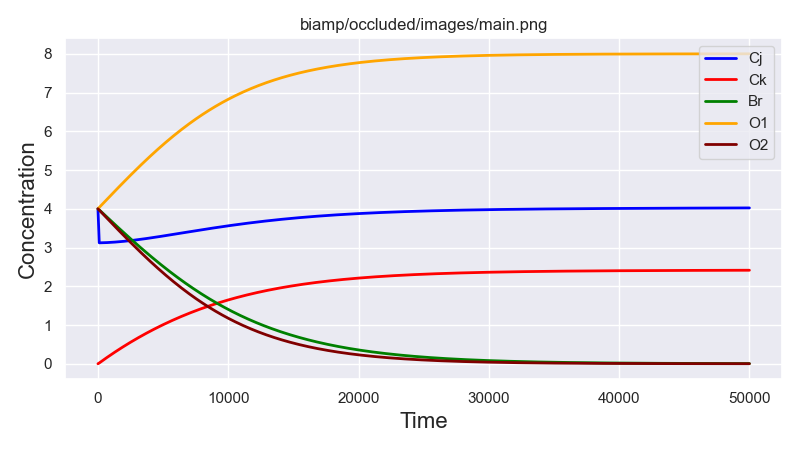 biamp/occluded/images/main.png
Concentration
8
7
6
5
4
3
2
1
0
Cj
Ck
Br
O1
O2
0
10000
20000
30000
40000
50000
Time